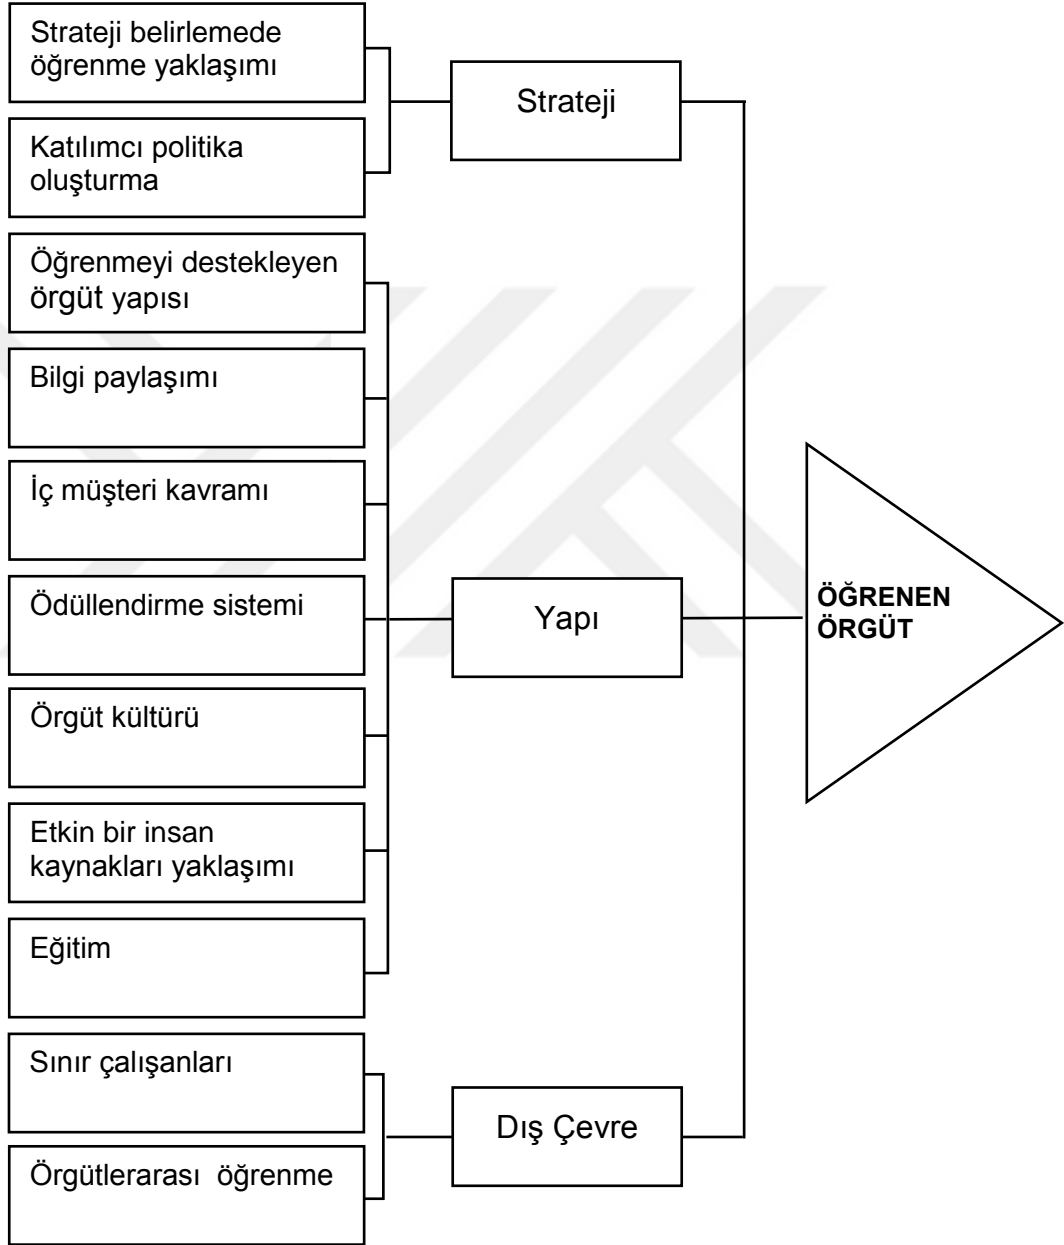 Strateji belirlemede
öğrenme yaklaşımı
Katılımcı politika
oluşturma
Strateji
Öğrenmeyi destekleyen
örgüt yapısı
Bilgi paylaşımı
İç müşteri kavramı
Ödüllendirme sistemi
Örgüt kültürü
Etkin bir insan
kaynakları yaklaşımı
Eğitim
Yapı
Sınır çalışanları
Örgütlerarası öğrenme
Dış Çevre
ÖĞRENEN
ÖRGÜT